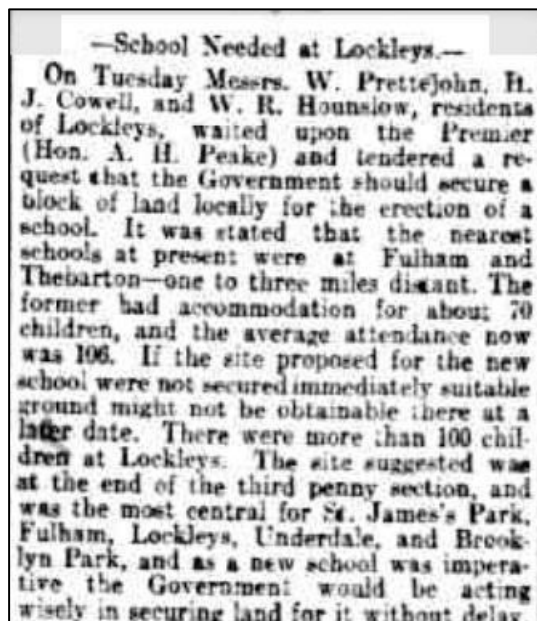 —School Needed at Lockleys.—
On Tuesday Messrs. W. Prettejohn, H.
J. Cowell, and W. R. Hounslow, residents
of Lockleys, waited upon the Premier
(Hon. A. H. Peake) and tendered a re-
quest that the Government should secure a
block of land locally for the erection of a
school. It was stated that the nearest
schools at present were at Fulham and
Thebarton—one to three miles distant. The
former had accommodation for about 70
children, and the average attendance now
was 106. If the site proposed for the new
school were not secured immediately suitable
ground might not be obtainable there at a
later date. There were more than 100 chil-
dren at Lockleys. The site suggested was
at the end of the third penny section, and
was the most central for St. James's Park,
Fulham, Lockleys, Underdale, and Brook-
lyn Park, and as a new school was impera-
tive the Government would be acting
wisely in securing land for it without delay.